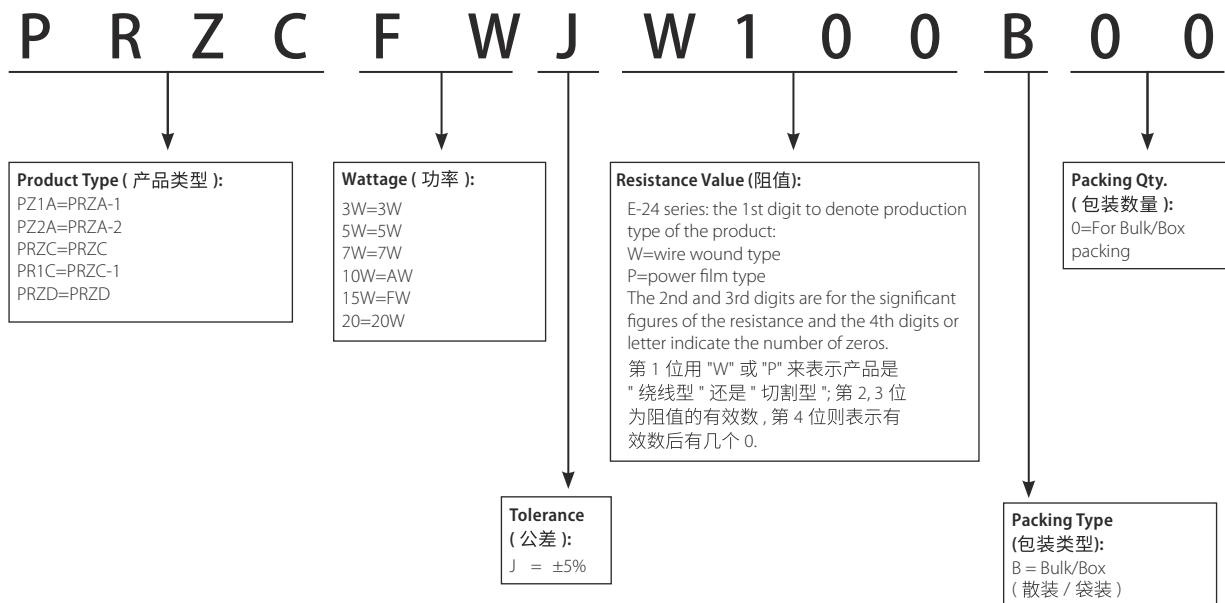 P R Z C F W J W 1 0 0 B 0 0
Product Type ( 产品类型 ):
PZ1A=PRZA-1
PZ2A=PRZA-2
PRZC=PRZC
PR1C=PRZC-1
PRZD=PRZD
Wattage ( 功率 ):
3W=3W
5W=5W
7W=7W
10W=AW
15W=FW
20=20W
Resistance Value (阻值):
E-24 series: the 1st digit to denote production
type of the product:
W=wire wound type
P=power film type
The 2nd and 3rd digits are for the significant
figures of the resistance and the 4th digits or
letter indicate the number of zeros.
第 1 位用 "W" 或 "P" 来表示产品是
" 绕线型 " 还是 " 切割型 "; 第 2, 3 位
为阻值的有效数 , 第 4 位则表示有
效数后有几个 0.
Packing Qty.
( 包装数量 ):
0=For Bulk/Box
packing
Tolerance
( 公差 ):
J = ±5%
Packing Type
(包装类型):
B = Bulk/Box
( 散装 / 袋装 )